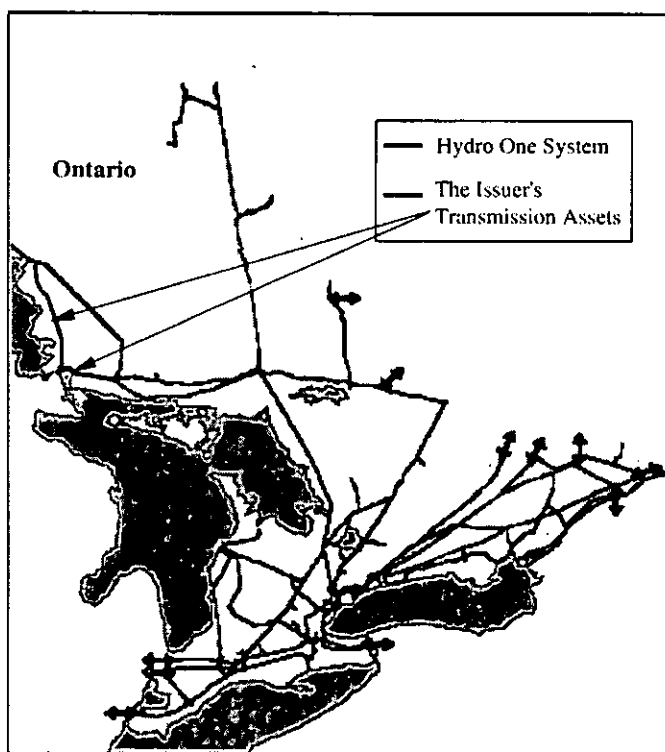 Ontario
Hydro One System
The Issuer's
Transmission Assets